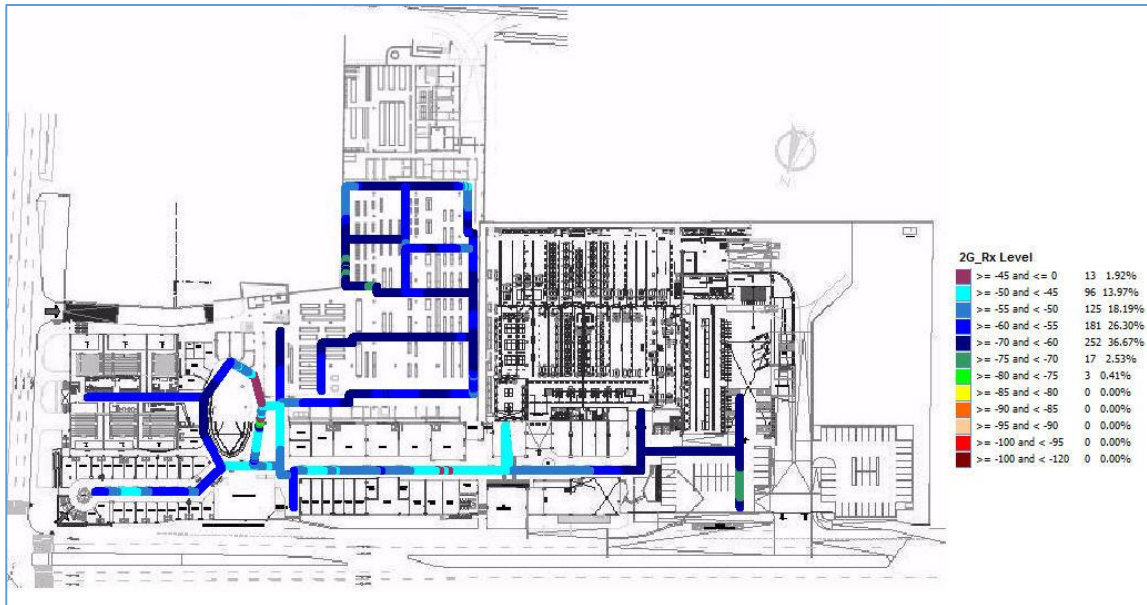 2G_Rx Level
>= -45 and <= 0 13 1.92%
>= -50 and < -45 96 13.97%
>= -55 and < -50 125 18.19%
>= -60 and < -55 181 26.30%
>= -70 and < -60 252 36.67%
>= -75 and < -70 17 2.53%
>= -80 and < -75 3 0.41%
>= -85 and < -80 0 0.00%
>= -90 and < -85 0 0.00%
>= -95 and < -90 0 0.00%
>= -100 and < -95 0 0.00%
>= -100 and < -120 0 0.00%